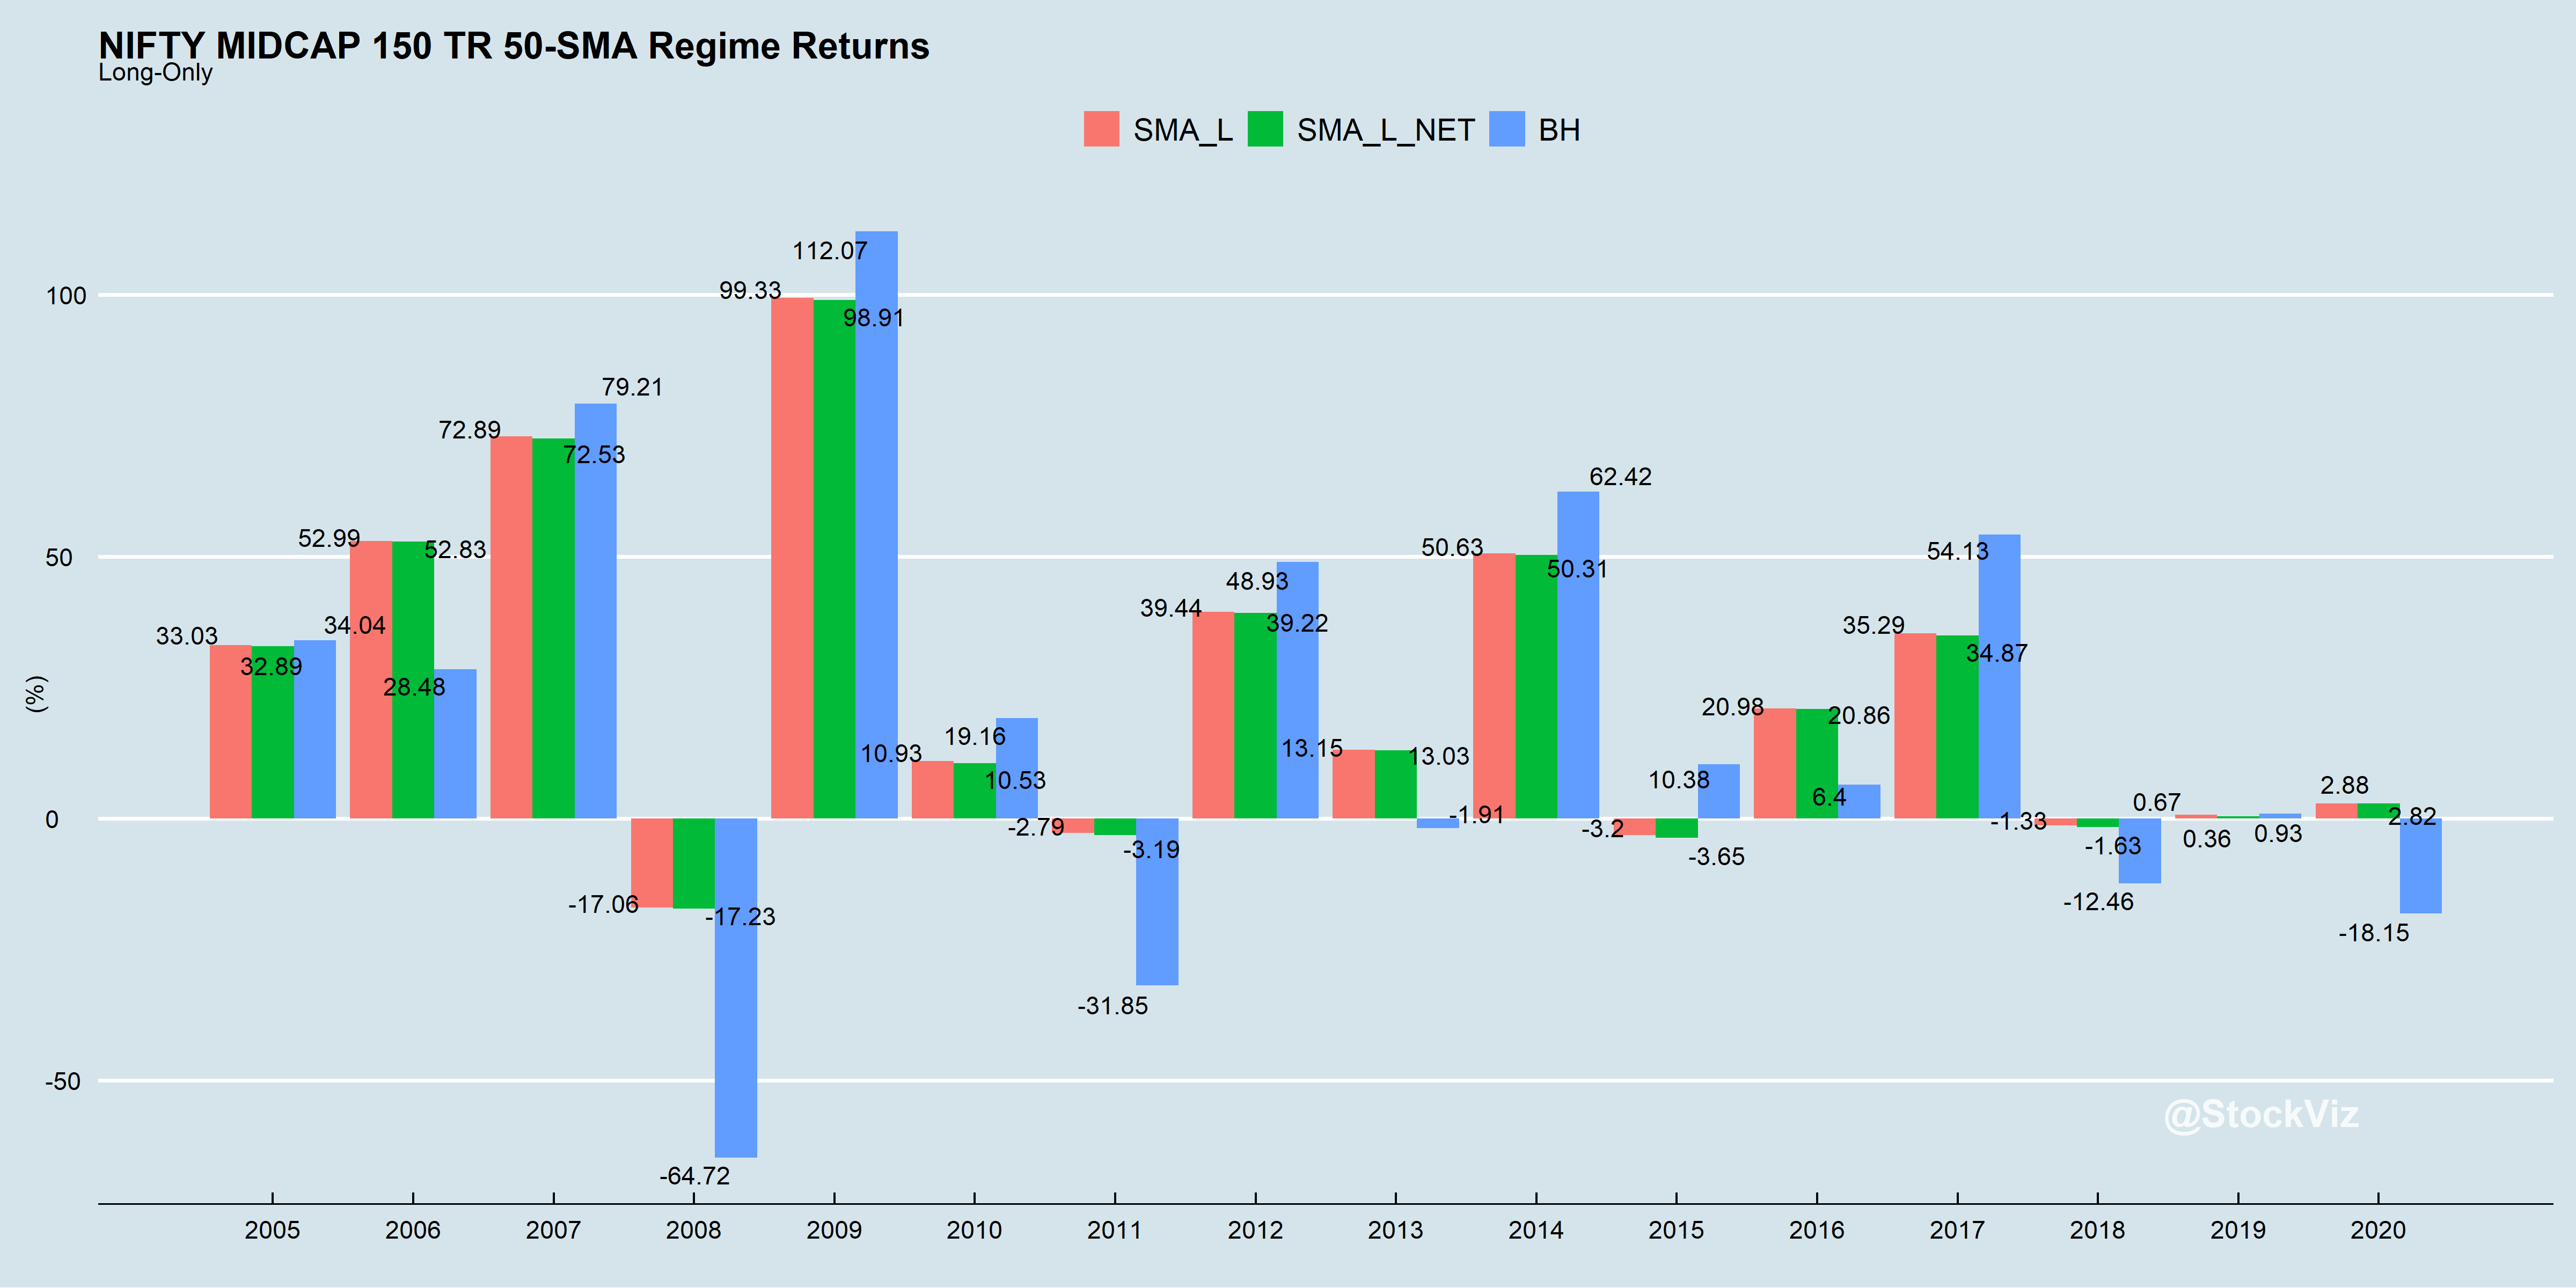 NIFTY MIDCAP 150 TR 50-SMA Regime Returns
Long-Only
SMA_L SMA_L_NET BH
(%)
100
50
0
-50
33.03 32.89 34.04
52.99 52.83 28.48
72.89 72.53 79.21
-17.06 -17.23 -64.72
99.33 98.91 112.07
10.93 10.53 19.16
-2.79 -3.19 -31.85
39.44 39.22 48.93
13.15 13.03 -1.91
50.63 50.31 62.42
-3.2 -3.65 10.38
20.98 20.86 6.4
35.29 34.87 54.13
-1.33 -1.63 -12.46
0.67 0.36 0.93
2.88 2.82 -18.15
@StockViz
2005 2006 2007 2008 2009 2010 2011 2012 2013 2014 2015 2016 2017 2018 2019 2020